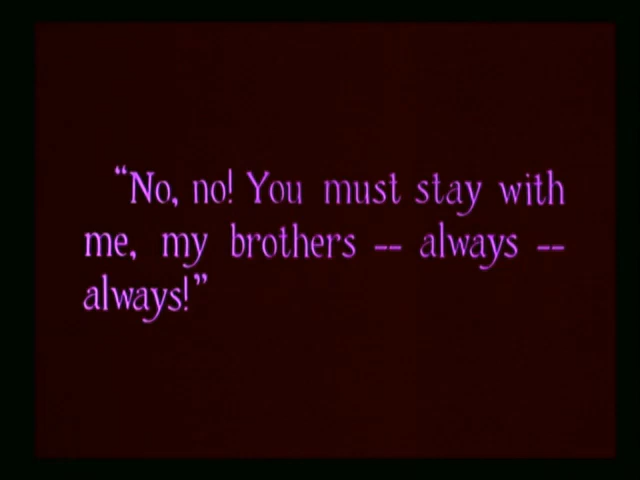 “No, no! You must stay with
me, my brothers -- always --
always!”